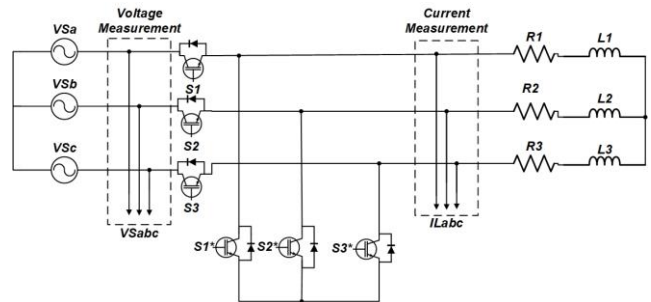 Voltage
Measurement
Current
Measurement
VSa
R1
L1
S1
VSb
R2
L2
S2
VSc
R3
L3
S3
VSabc
ILabc
S1*
S2*
S3*